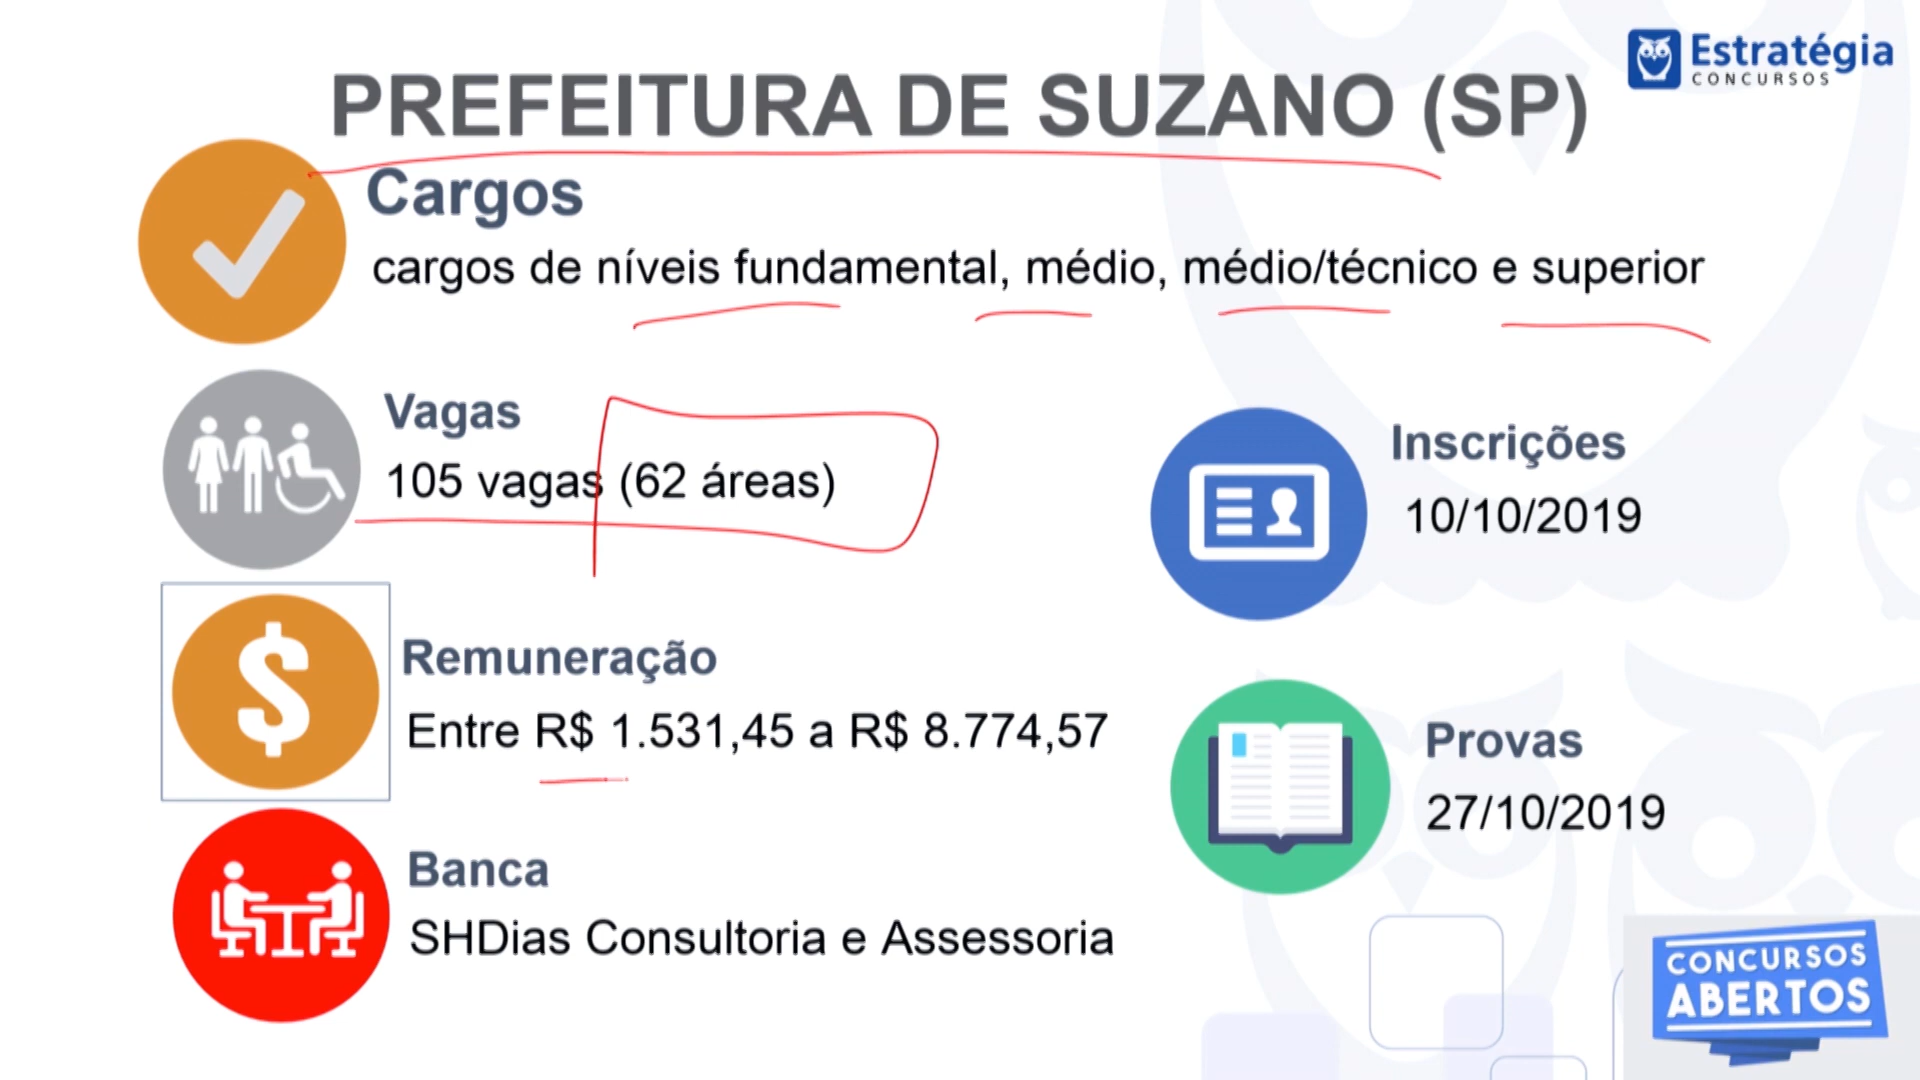 Estratégia
CONCURSOS
PREFEITURA DE SUZANO (SP)
Cargos
cargos de níveis fundamental, médio, médio/técnico e superior
Vagas
105 vagas (62 áreas)
Inscrições
10/10/2019
Remuneração
Entre R$ 1.531,45 a R$ 8.774,57
Provas
27/10/2019
Banca
SHDias Consultoria e Assessoria
CONCURSOS
ABERTOS